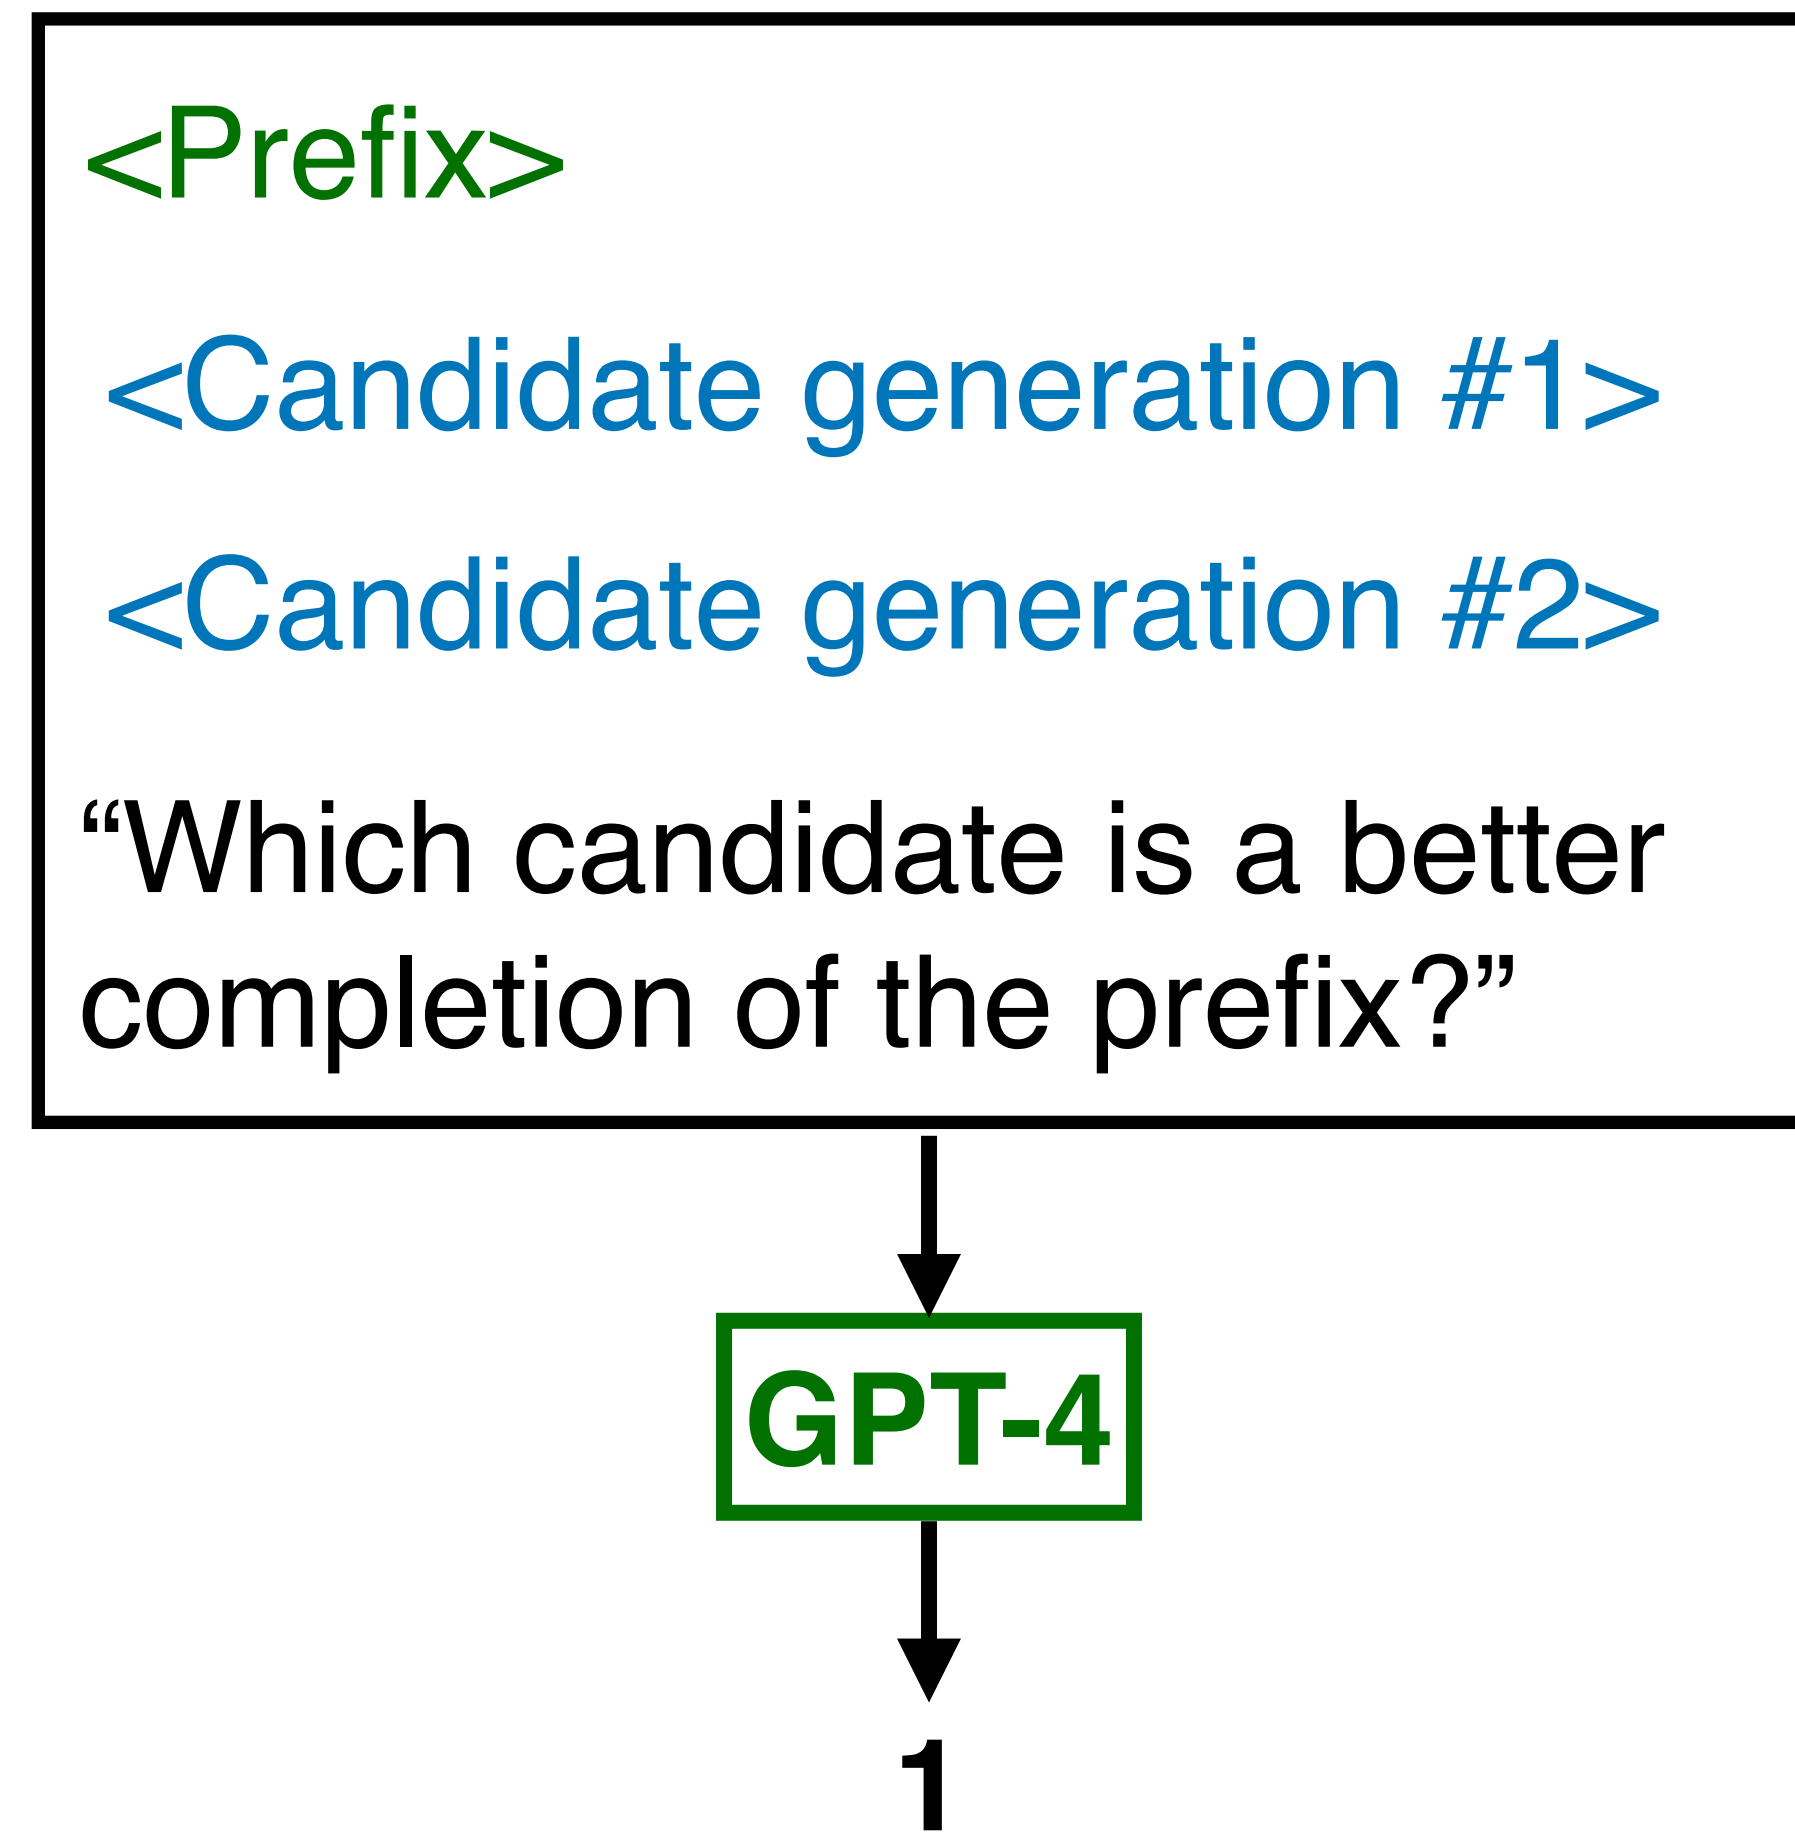 <Prefix>
<Candidate generation #1>
<Candidate generation #2>
“Which candidate is a better
completion of the prefix?”
GPT-4
1